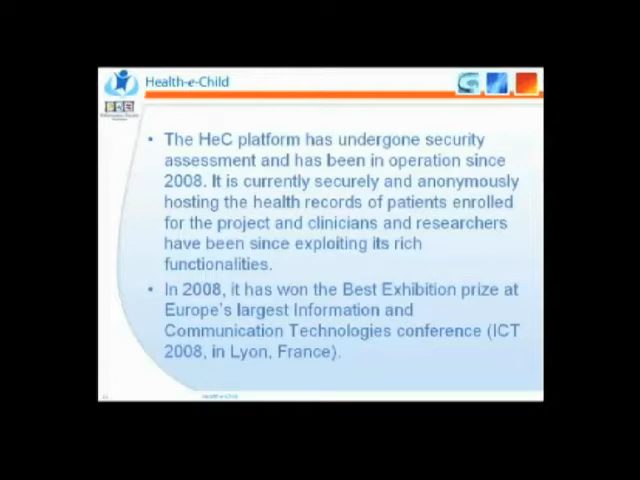 Health-e-Child
• The HeC platform has undergone security
assessment and has been in operation since
2008. It is currently securely and anonymously
hosting the health records of patients enrolled
for the project and clinicians and researchers
have been since exploiting its rich
functionalities.
• In 2008, it has won the Best Exhibition prize at
Europe's largest Information and
Communication Technologies conference (ICT
2008, in Lyon, France).
Health-e-Child